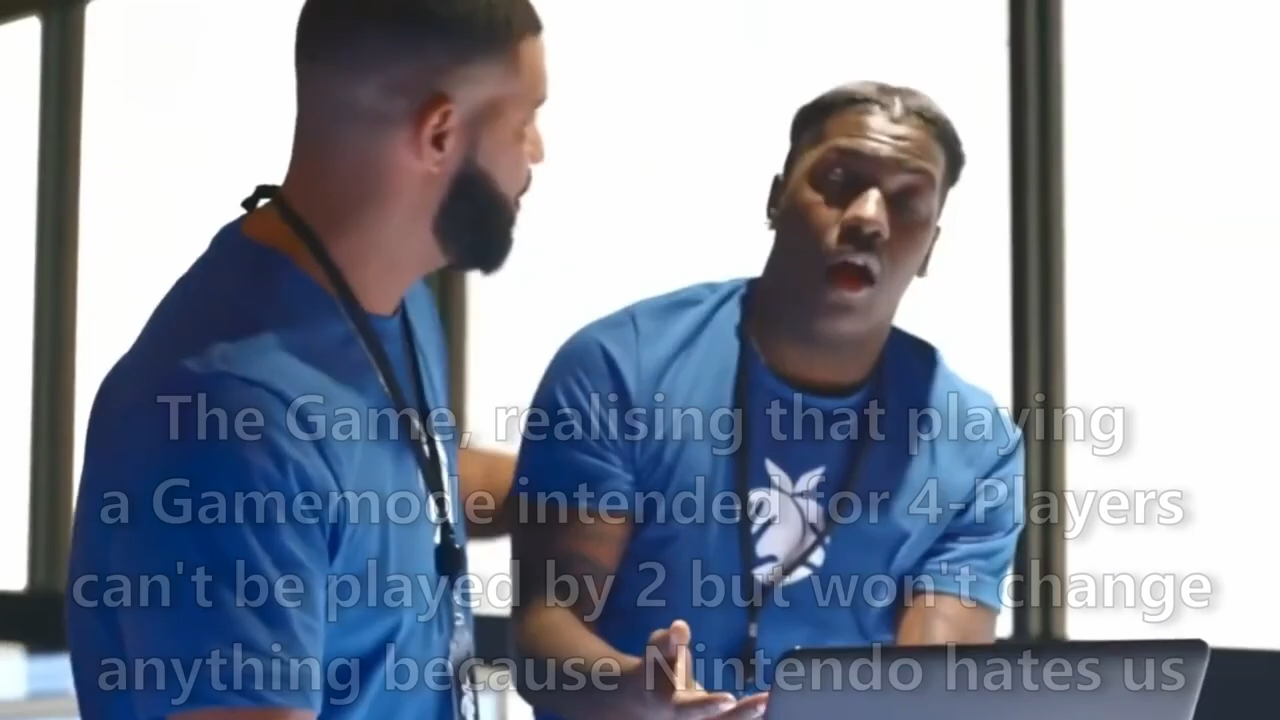 The Game, realising that playing
a Gamemode intended for 4-Players
can't be played by 2 but won't change
anything because Nintendo hates us